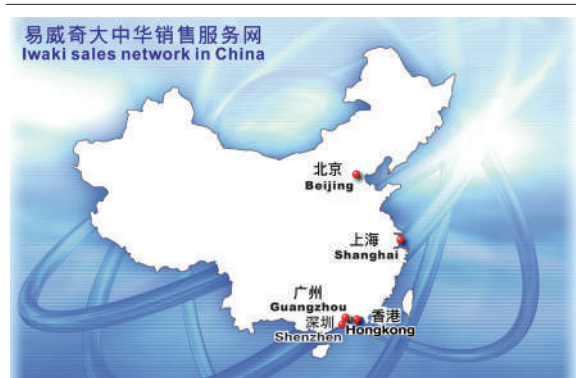 易威奇大中华销售服务网
Iwaki sales network in China
北京
Beijing
上海
Shanghai
广州
Guangzhou
深圳
Shenzhen
香港
Hongkong